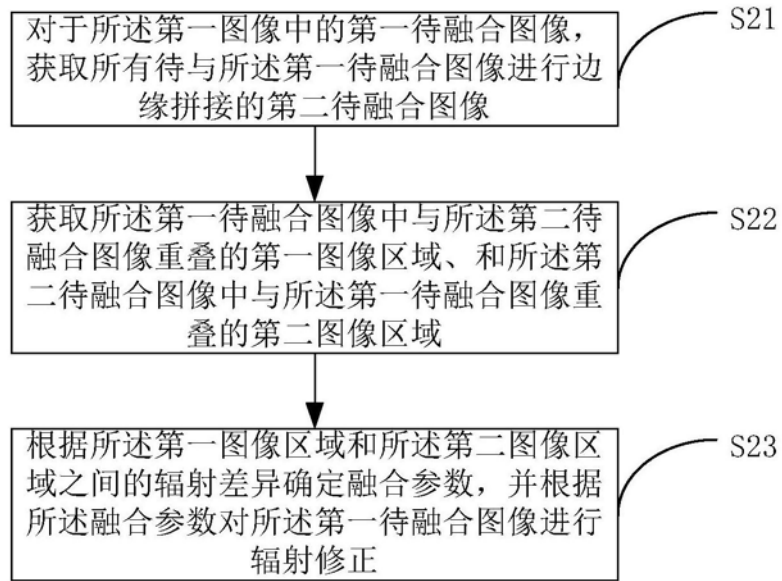 对于所述第一图像中的第一待融合图像，
获取所有待与所述第一待融合图像进行边
缘拼接的第二待融合图像
S21
获取所述第一待融合图像中与所述第二待
融合图像重叠的第一图像区域、和所述第
二待融合图像中与所述第一待融合图像重
叠的第二图像区域
S22
根据所述第一图像区域和所述第二图像区
域之间的辐射差异确定融合参数，并根据
所述融合参数对所述第一待融合图像进行
辐射修正
S23